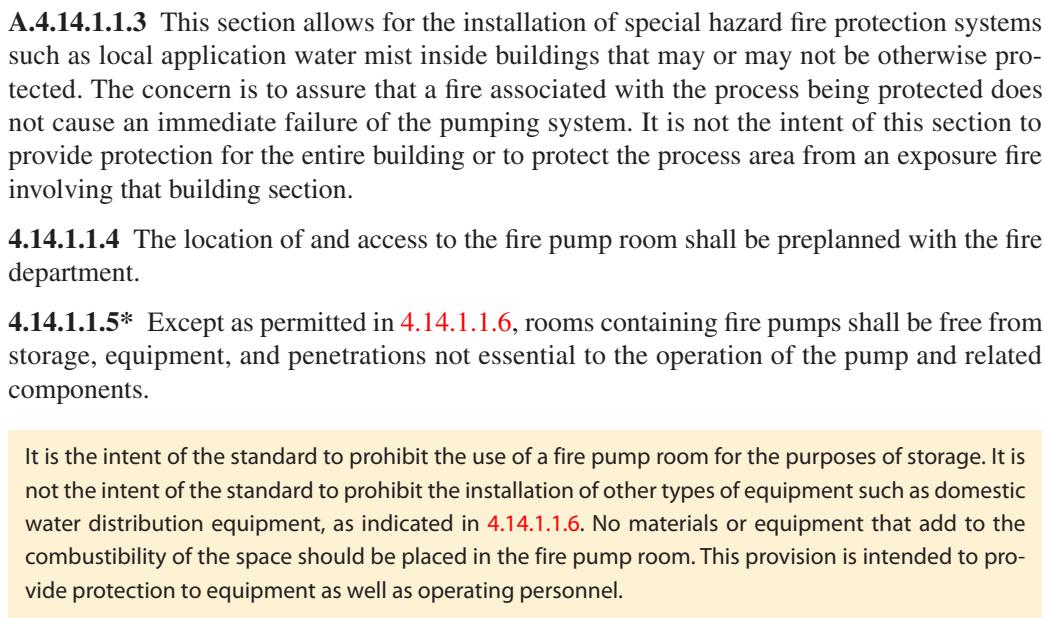 A.4.14.1.1.3 This section allows for the installation of special hazard fire protection systems
such as local application water mist inside buildings that may or may not be otherwise pro-
tected. The concern is to assure that a fire associated with the process being protected does
not cause an immediate failure of the pumping system. It is not the intent of this section to
provide protection for the entire building or to protect the process area from an exposure fire
involving that building section.
4.14.1.1.4 The location of and access to the fire pump room shall be preplanned with the fire
department.
4.14.1.1.5* Except as permitted in 4.14.1.1.6, rooms containing fire pumps shall be free from
storage, equipment, and penetrations not essential to the operation of the pump and related
components.
It is the intent of the standard to prohibit the use of a fire pump room for the purposes of storage. It is
not the intent of the standard to prohibit the installation of other types of equipment such as domestic
water distribution equipment, as indicated in 4.14.1.1.6. No materials or equipment that add to the
combustibility of the space should be placed in the fire pump room. This provision is intended to pro-
vide protection to equipment as well as operating personnel.